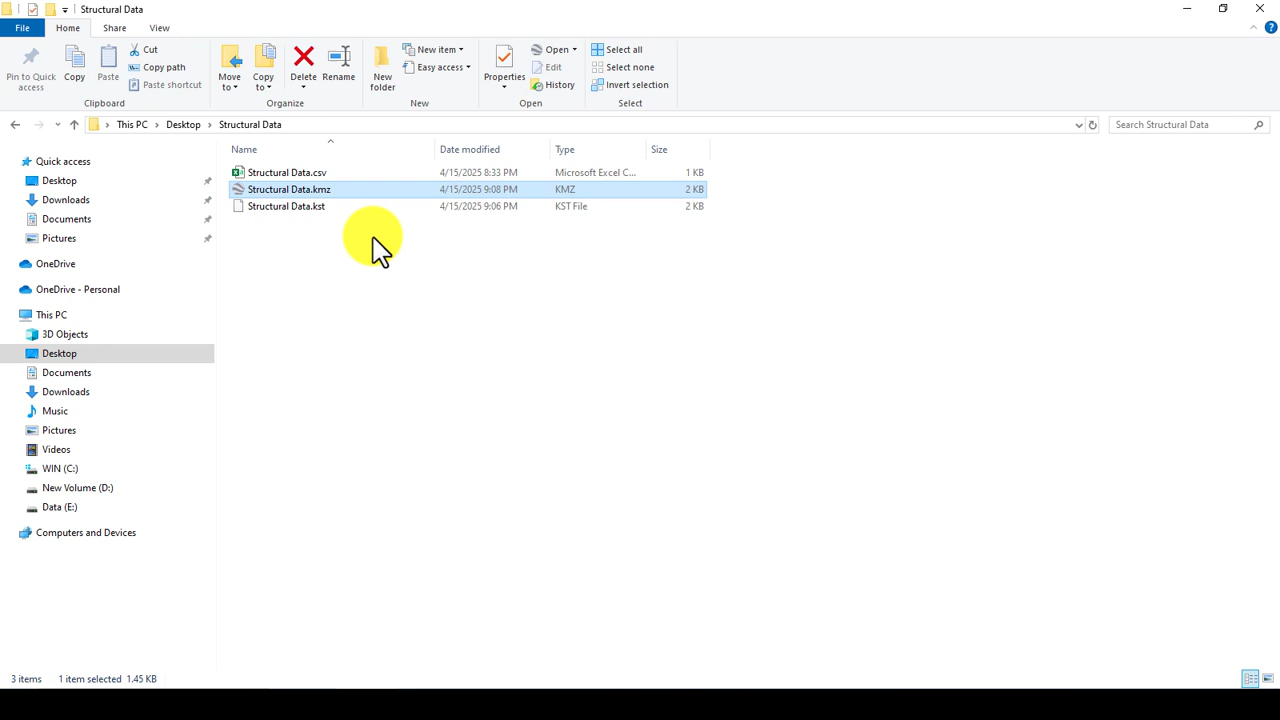 Structural Data
File Home Share View
Pin to Quick access
Copy
Paste
Cut
Copy path
Paste shortcut
Clipboard
Move to
Copy to
Delete
Rename
Organize
New folder
New item
Easy access
New
Properties
Open
Edit
History
Open
Select all
Select none
Invert selection
Select
This PC Desktop Structural Data
Search Structural Data
Quick access
Desktop
Downloads
Documents
Pictures
OneDrive
OneDrive - Personal
This PC
3D Objects
Desktop
Documents
Downloads
Music
Pictures
Videos
WIN (C:)
New Volume (D:)
Data (E:)
Computers and Devices
Name Date modified Type Size
Structural Data.csv 4/15/2025 8:33 PM Microsoft Excel C... 1 KB
Structural Data.kmz 4/15/2025 9:08 PM KMZ 2 KB
Structural Data.kst 4/15/2025 9:06 PM KST File 2 KB
3 items 1 item selected 1.45 KB